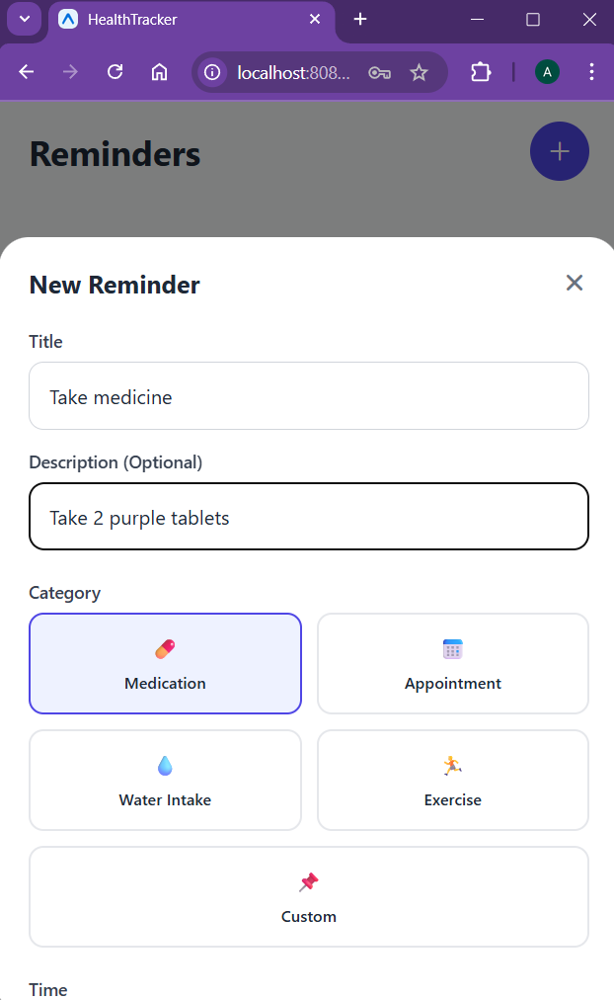 HealthTracker
localhost:808...
A
Reminders
New Reminder
Title
Take medicine
Description (Optional)
Take 2 purple tablets
Category
Medication
Appointment
Water Intake
Exercise
Custom
Time